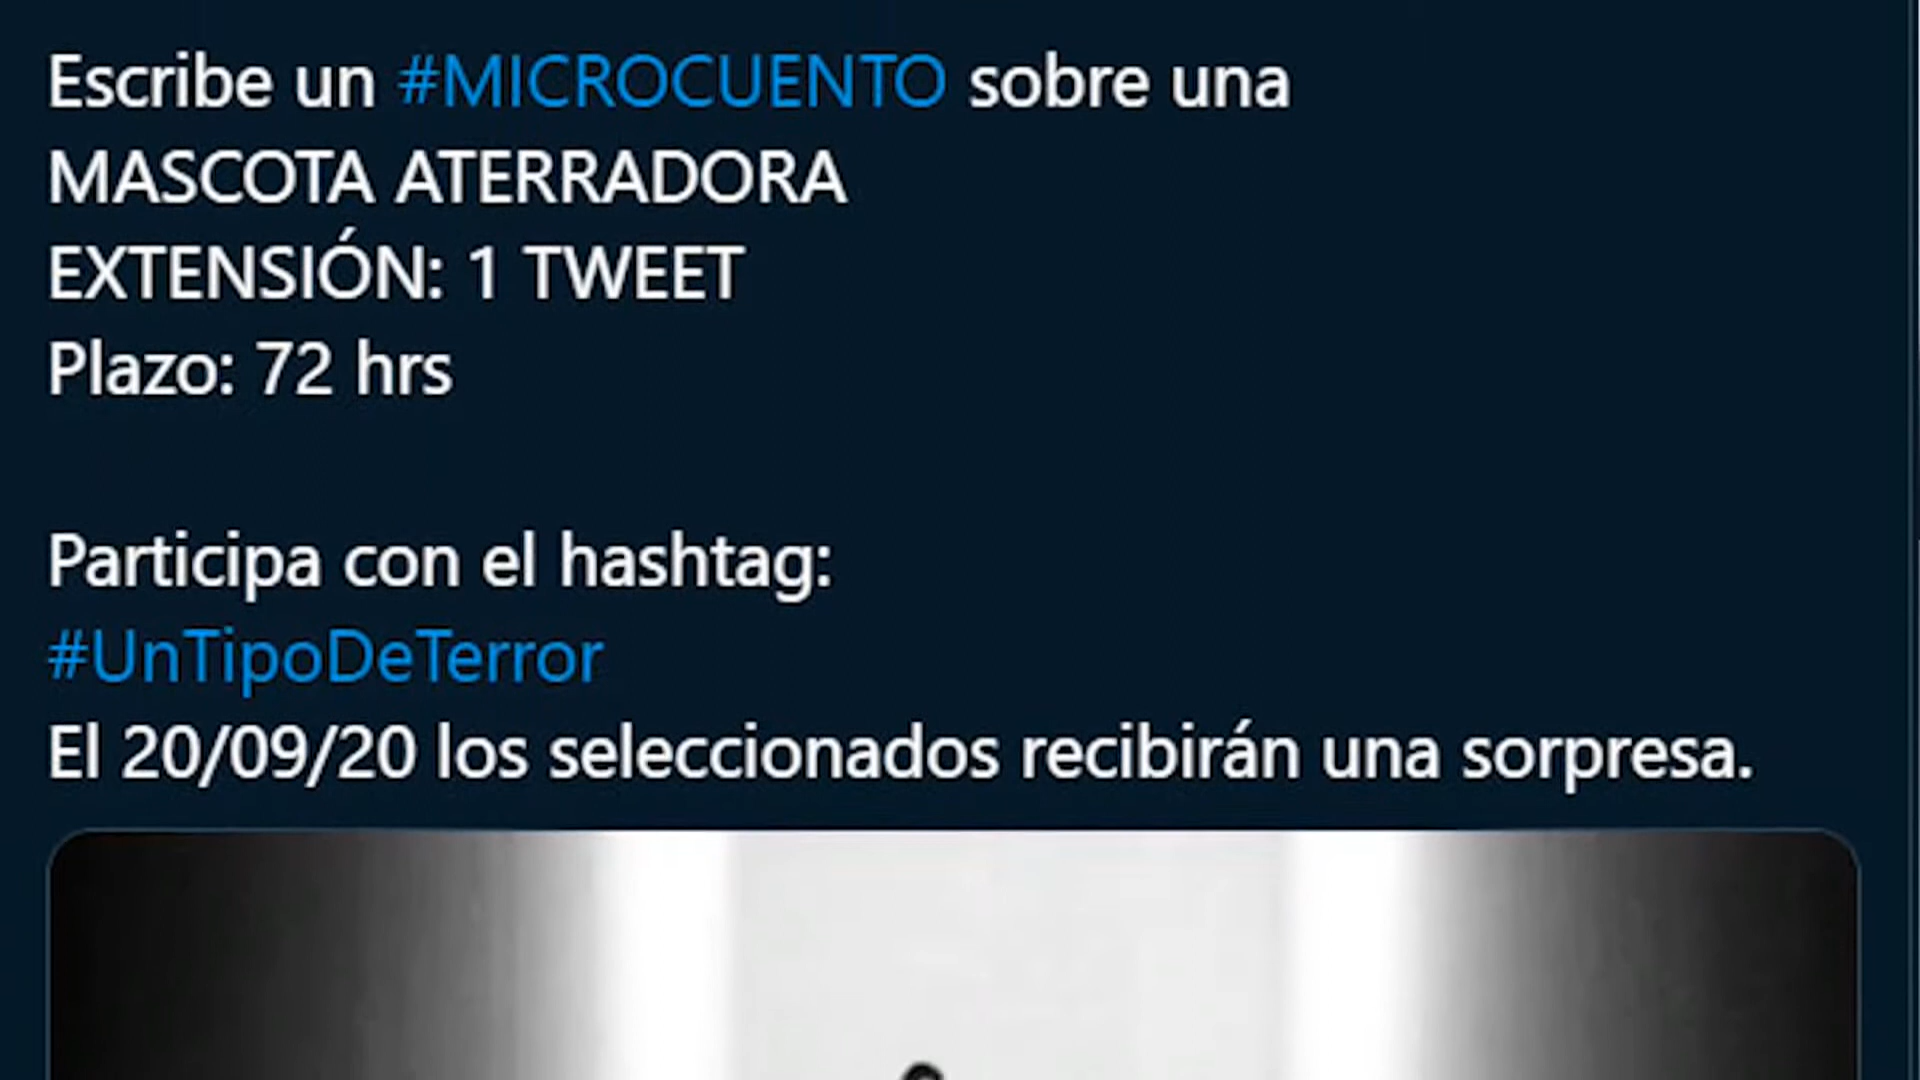 Escribe un #MICROCUENTO sobre una
MASCOTA ATERRADORA
EXTENSIÓN: 1 TWEET
Plazo: 72 hrs
Participa con el hashtag:
#UnTipoDeTerror
El 20/09/20 los seleccionados recibirán una sorpresa.